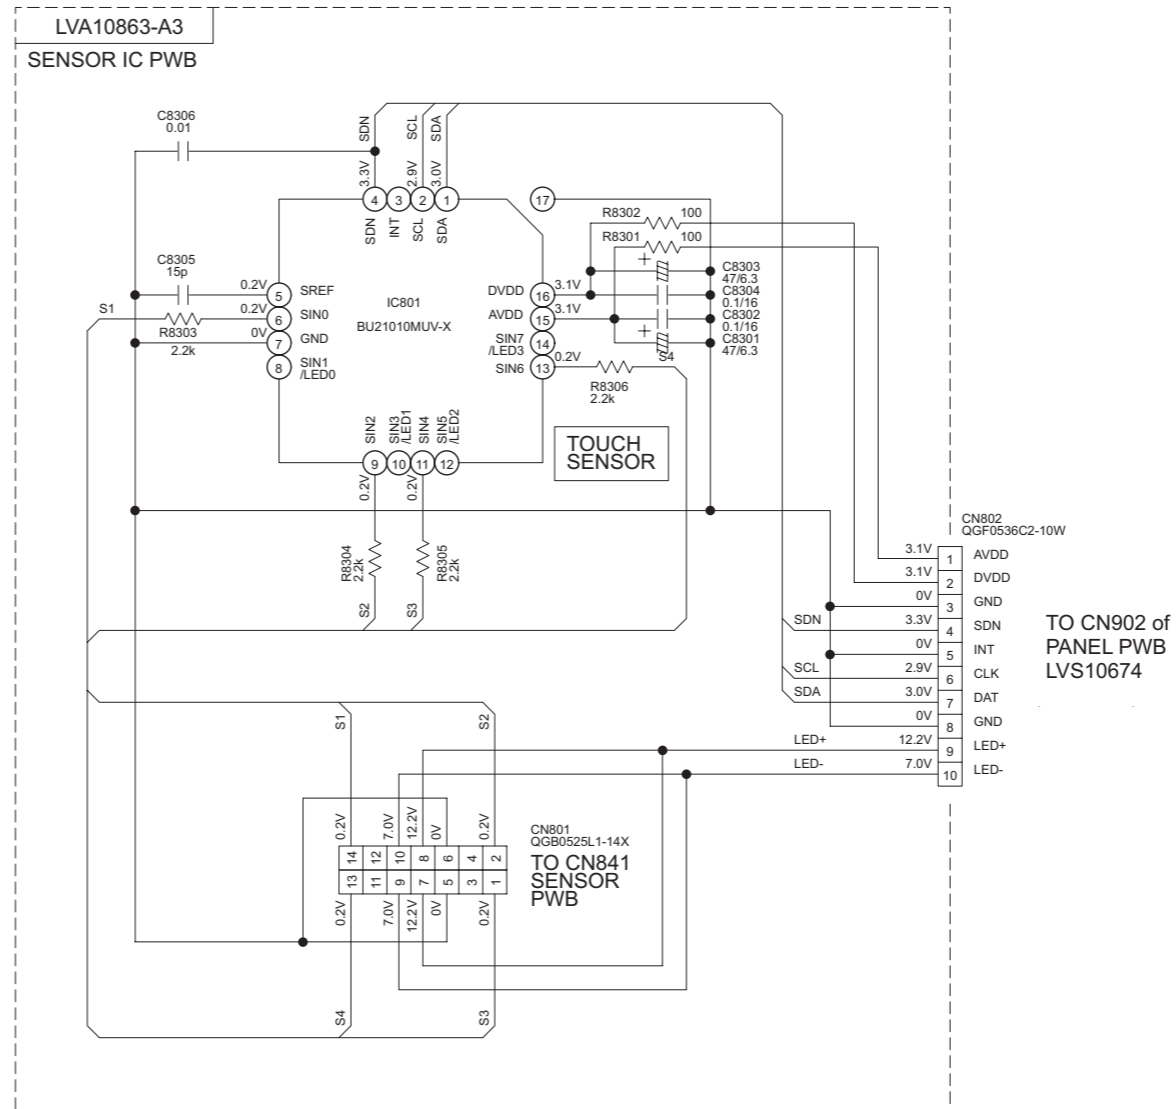 LVA10863-A3
SENSOR IC PWB
C8306
0.01
SDN
SCL
SDA
3.3V
2.9V
3.0V
4
3
2
1
17
SDN
INT
SCL
SDA
R8302
100
R8301
100
C8305
15p
0.2V
5
SREF
S1
0.2V
6
SIN0
R8303
2.2k
0V
7
GND
8
SIN1
/LED0
IC801
BU21010MUV-X
DVDD
16
3.1V
AVDD
15
3.1V
SIN7
/LED3
14
SIN6
13
0.2V
+
C8303
47/6.3
C8304
0.1/16
C8302
0.1/16
+
C8301
47/6.3
S4
R8306
2.2k
SIN2
SIN3
/LED1
SIN4
SIN5
/LED2
9
10
11
12
0.2V
0.2V
TOUCH
SENSOR
R8304
2.2k
R8305
2.2k
S2
S3
CN802
QGF0536C2-10W
3.1V
1
AVDD
3.1V
2
DVDD
0V
3
GND
SDN
3.3V
4
SDN
0V
5
INT
SCL
2.9V
6
CLK
SDA
3.0V
7
DAT
0V
8
GND
LED+
12.2V
9
LED+
LED-
7.0V
10
LED-
TO CN902 of
PANEL PWB
LVS10674
S1
S2
0.2V
7.0V
12.2V
0V
0.2V
14
12
10
8
6
4
2
13
11
9
7
5
3
1
0.2V
7.0V
12.2V
0V
0.2V
CN801
QGB0525L1-14X
TO CN841
SENSOR
PWB
S4
S3